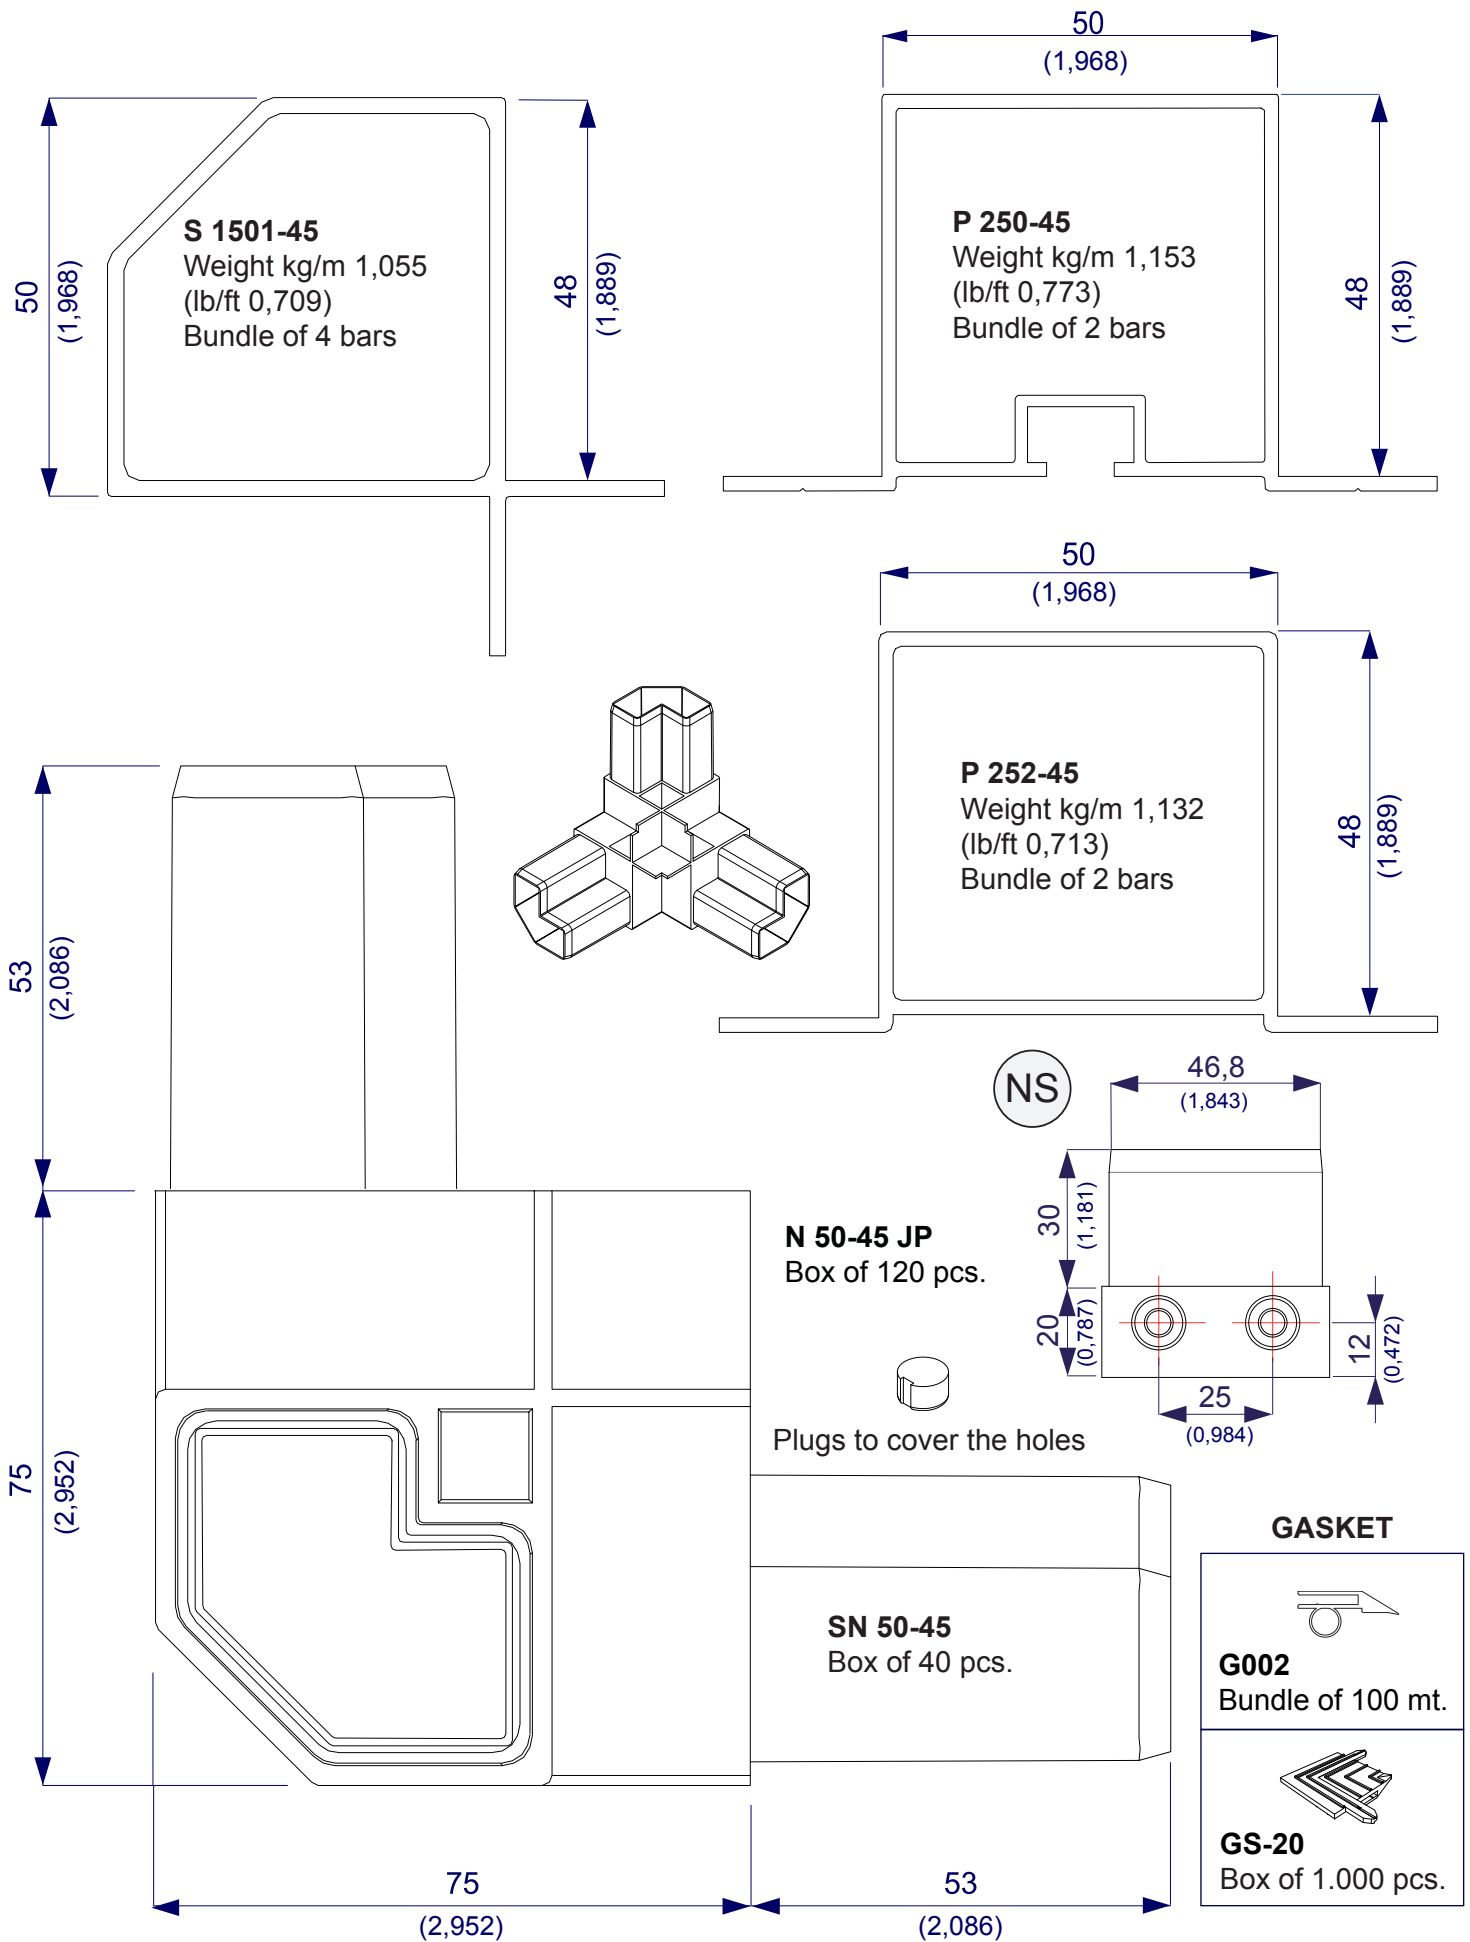 50
(1,968)
50
(1,968)
S 1501-45
Weight kg/m 1,055
(lb/ft 0,709)
Bundle of 4 bars
48
(1,889)
P 250-45
Weight kg/m 1,153
(lb/ft 0,773)
Bundle of 2 bars
48
(1,889)
50
(1,968)
P 252-45
Weight kg/m 1,132
(lb/ft 0,713)
Bundle of 2 bars
48
(1,889)
53
(2,086)
NS
46,8
(1,843)
30
(1,181)
20
(0,787)
12
(0,472)
25
(0,984)
N 50-45 JP
Box of 120 pcs.
Plugs to cover the holes
75
(2,952)
SN 50-45
Box of 40 pcs.
GASKET
G002
Bundle of 100 mt.
GS-20
Box of 1.000 pcs.
75
(2,952)
53
(2,086)